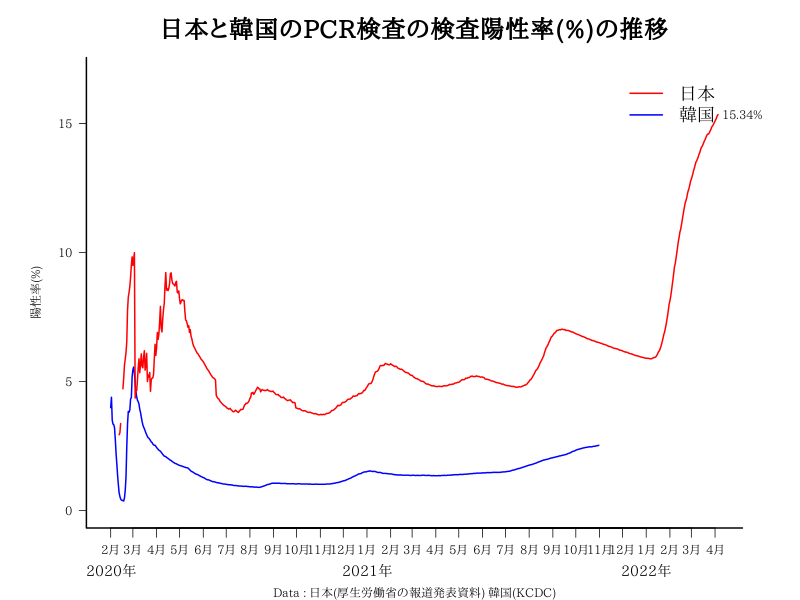 日本と韓国のPCR検査の検査陽性率(%)の推移
日本
韓国
15.34%
陽性率(%)
15
10
5
0
2月 3月 4月 5月 6月 7月 8月 9月 10月 11月 12月 1月 2月 3月 4月 5月 6月 7月 8月 9月 10月 11月 12月 1月 2月 3月 4月
2020年 2021年 2022年
Data : 日本(厚生労働省の報道発表資料) 韓国(KCDC)